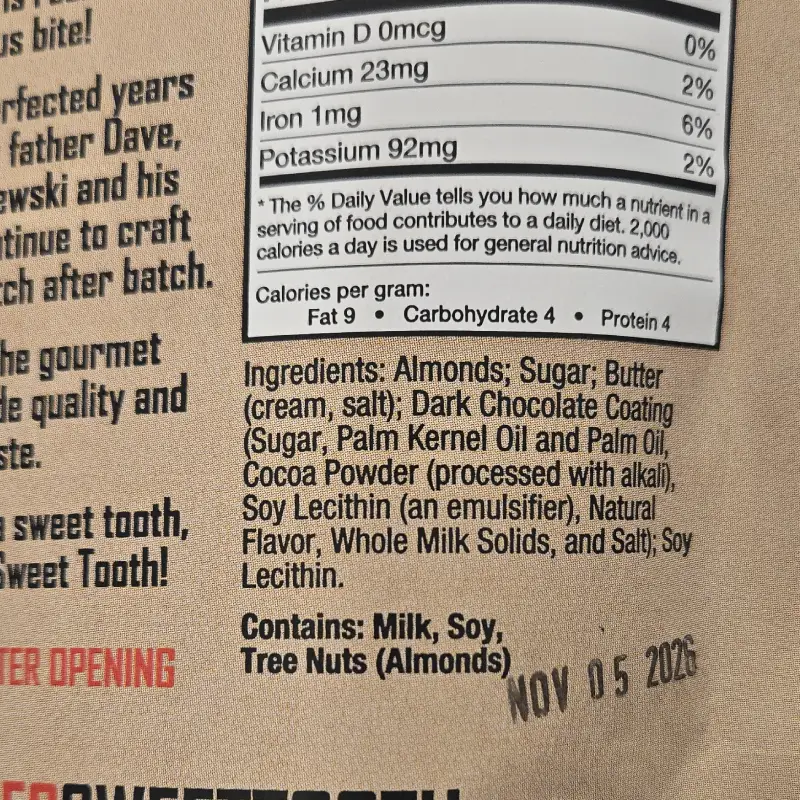 us bite!
rfected years
father Dave,
ewski and his
tinue to craft
ch after batch.
he gourmet
de quality and
ste.
sweet tooth,
Sweet Tooth!
TER OPENING
Vitamin D 0mcg 0%
Calcium 23mg 2%
Iron 1mg 6%
Potassium 92mg 2%
* The % Daily Value tells you how much a nutrient in a
serving of food contributes to a daily diet. 2,000
calories a day is used for general nutrition advice.
Calories per gram:
Fat 9 • Carbohydrate 4 • Protein 4
Ingredients: Almonds; Sugar; Butter
(cream, salt); Dark Chocolate Coating
(Sugar, Palm Kernel Oil and Palm Oil,
Cocoa Powder (processed with alkali),
Soy Lecithin (an emulsifier), Natural
Flavor, Whole Milk Solids, and Salt); Soy
Lecithin.
Contains: Milk, Soy,
Tree Nuts (Almonds)
NOV 05 2026